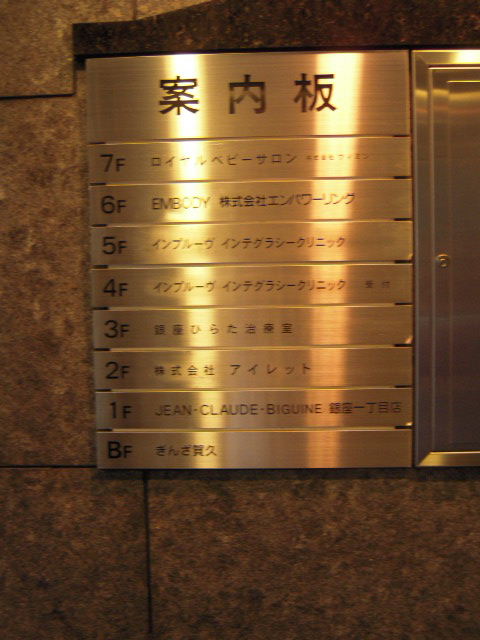 案内板
7F ロイヤルベビーサロン
6F EMBODY 株式会社エンパワーリング
5F インプルーヴ インテグラシークリニック
4F インプルーヴ インテグラシークリニック 受付
3F 銀座ひらた治療室
2F 株式会社 アイレット
1F JEAN-CLAUDE-BIGUINE 銀座一丁目店
BF ぎんざ賀久